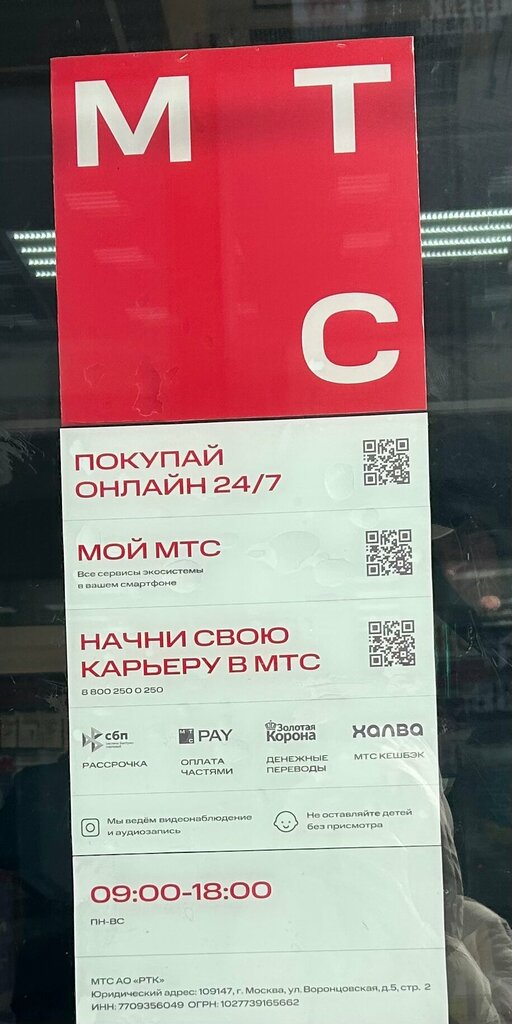 М Т
С
ПОКУПАЙ
ОНЛАЙН 24/7
МОЙ МТС
Все сервисы экосистемы
в вашем смартфоне
НАЧНИ СВОЮ
КАРЬЕРУ В МТС
8 800 250 0 250
сбп
РАССРОЧКА
PAY
ОПЛАТА
ЧАСТЯМИ
Золотая
Корона
ДЕНЕЖНЫЕ
ПЕРЕВОДЫ
ХАЛВА
МТС КЕШБЭК
Мы ведём видеонаблюдение
и аудиозапись
Не оставляйте детей
без присмотра
09:00-18:00
ПН-ВС
МТС АО «РТК»
Юридический адрес: 109147, г. Москва, ул. Воронцовская, д.5, стр. 2
ИНН: 7709356049 ОГРН: 1027739165662